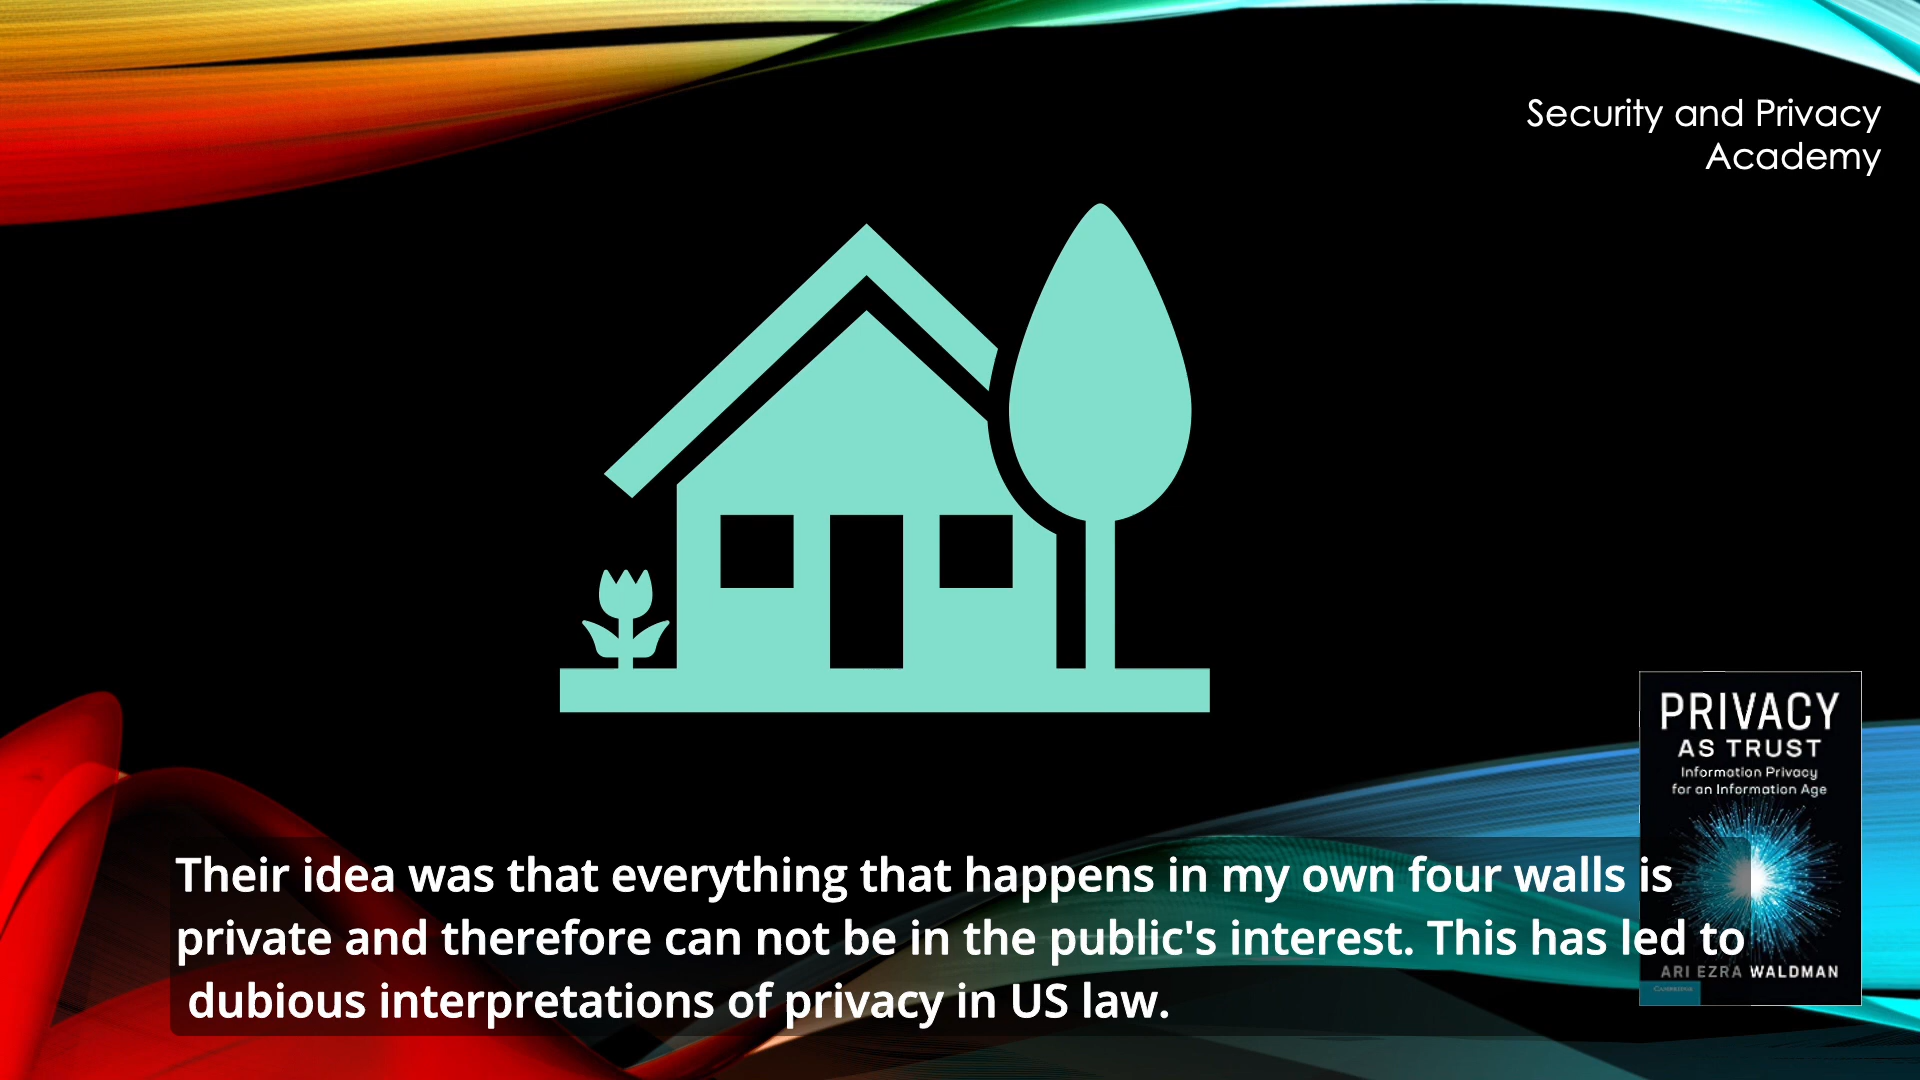 Security and Privacy
Academy
PRIVACY
AS TRUST
Information Privacy
for an Information Age
Their idea was that everything that happens in my own four walls is
private and therefore can not be in the public's interest. This has led to
dubious interpretations of privacy in US law.
ARI EZRA WALDMAN
CAMBRIDGE